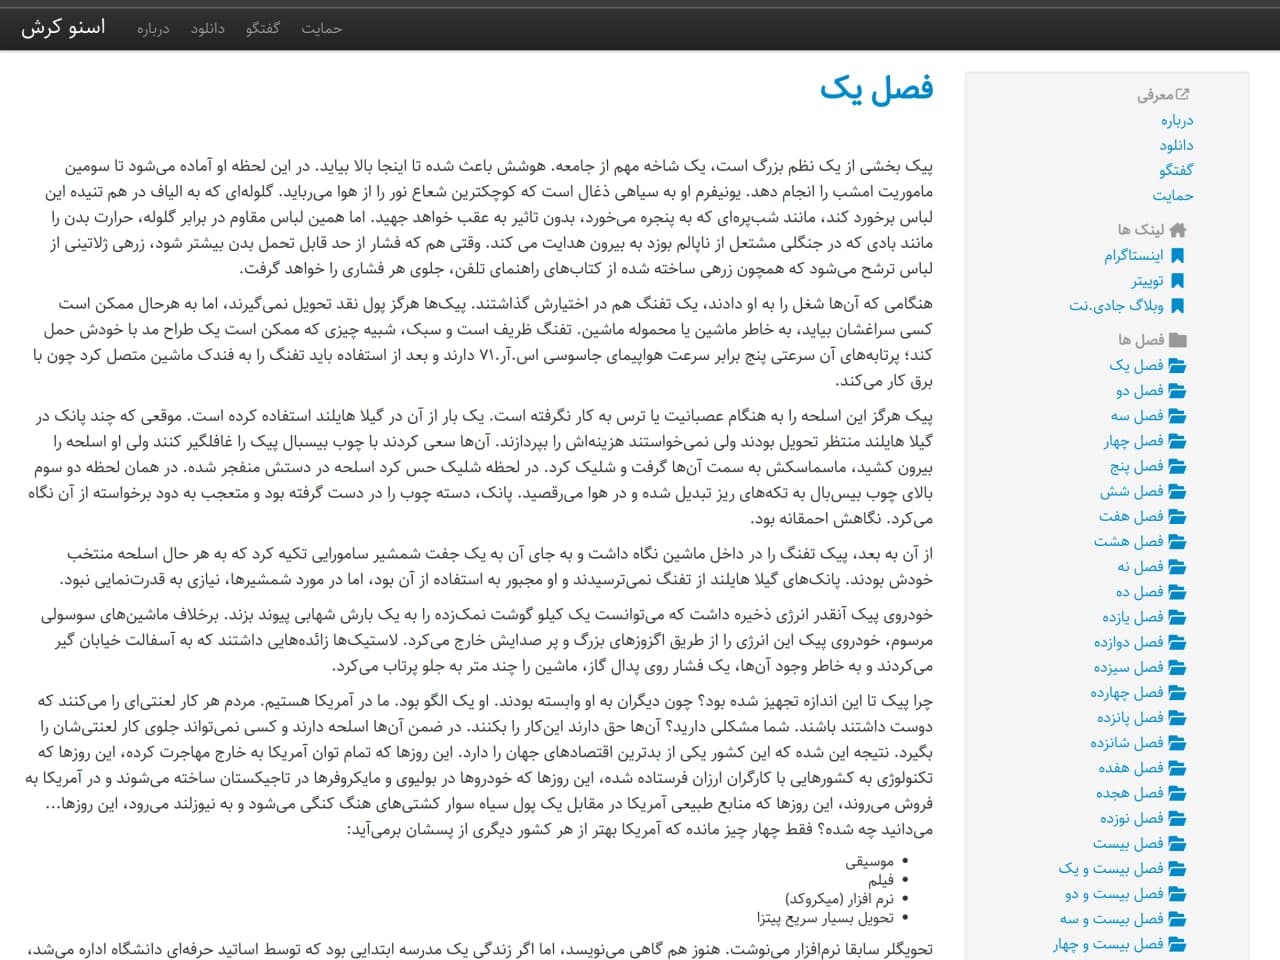 اسنو کرش
درباره
دانلود
گفتگو
حمایت
معرفی
درباره
دانلود
گفتگو
حمایت
لینک ها
اینستاگرام
توییتر
وبلاگ جادی.نت
فصل ها
فصل یک
فصل دو
فصل سه
فصل چهار
فصل پنج
فصل شش
فصل هفت
فصل هشت
فصل نه
فصل ده
فصل یازده
فصل دوازده
فصل سیزده
فصل چهارده
فصل پانزده
فصل شانزده
فصل هفده
فصل هجده
فصل نوزده
فصل بیست
فصل بیست و یک
فصل بیست و دو
فصل بیست و سه
فصل بیست و چهار
فصل یک
پیک بخشی از یک نظم بزرگ است، یک شاخه مهم از جامعه. هوشش باعث شده تا اینجا بالا بیاید. در این لحظه او آماده می‌شود تا سومین
ماموریت امشب را انجام دهد. یونیفرم او به سیاهی ذغال است که کوچکترین شعاع نور را از هوا می‌رباید. گلوله‌ای که به الیاف در هم تنیده این
لباس برخورد کند، مانند شب‌پره‌ای که به پنجره می‌خورد، بدون تاثیر به عقب خواهد جهید. اما همین لباس مقاوم در برابر گلوله، حرارت بدن را
مانند بادی که در جنگلی مشتعل از ناپالم بوزد به بیرون هدایت می کند. وقتی هم که فشار از حد قابل تحمل بدن بیشتر شود، زرهی ژلاتینی از
لباس ترشح می‌شود که همچون زرهی ساخته شده از کتاب‌های راهنمای تلفن، جلوی هر فشاری را خواهد گرفت.
هنگامی که آن‌ها شغل را به او دادند، یک تفنگ هم در اختیارش گذاشتند. پیک‌ها هرگز پول نقد تحویل نمی‌گیرند، اما به هرحال ممکن است
کسی سراغشان بیاید، به خاطر ماشین یا محموله ماشین. تفنگ ظریف است و سبک، شبیه چیزی که ممکن است یک طراح مد با خودش حمل
کند؛ پرتابه‌های آن سرعتی پنج برابر سرعت هواپیمای جاسوسی اس.آر.۷۱ دارند و بعد از استفاده باید تفنگ را به فندک ماشین متصل کرد چون با
برق کار می‌کند.
پیک هرگز این اسلحه را به هنگام عصبانیت یا ترس به کار نگرفته است. یک بار از آن در گیلا هایلند استفاده کرده است. موقعی که چند پانک در
گیلا هایلند منتظر تحویل بودند ولی نمی‌خواستند هزینه‌اش را بپردازند. آن‌ها سعی کردند با چوب بیسبال پیک را غافلگیر کنند ولی او اسلحه را
بیرون کشید، ماسماسکش به سمت آن‌ها گرفت و شلیک کرد. در لحظه شلیک حس کرد اسلحه در دستش منفجر شده. در همان لحظه دو سوم
بالای چوب بیس‌بال به تکه‌های ریز تبدیل شده و در هوا می‌رقصید. پانک، دسته چوب را در دست گرفته بود و متعجب به دود برخواسته از آن نگاه
می‌کرد. نگاهش احمقانه بود.
از آن به بعد، پیک تفنگ را در داخل ماشین نگاه داشت و به جای آن به یک جفت شمشیر سامورایی تکیه کرد که به هر حال اسلحه منتخب
خودش بودند. پانک‌های گیلا هایلند از تفنگ نمی‌ترسیدند و او مجبور به استفاده از آن بود، اما در مورد شمشیرها، نیازی به قدرت‌نمایی نبود.
خودروی پیک آنقدر انرژی ذخیره داشت که می‌توانست یک کیلو گوشت نمک‌زده را به یک بارش شهابی پیوند بزند. برخلاف ماشین‌های سوسولی
مرسوم، خودروی پیک این انرژی را از طریق اگزوزهای بزرگ و پر صدایش خارج می‌کرد. لاستیک‌ها زائده‌هایی داشتند که به آسفالت خیابان گیر
می‌کردند و به خاطر وجود آن‌ها، یک فشار روی پدال گاز، ماشین را چند متر به جلو پرتاب می‌کرد.
چرا پیک تا این اندازه تجهیز شده بود؟ چون دیگران به او وابسته بودند. او یک الگو بود. ما در آمریکا هستیم. مردم هر کار لعنتی‌ای را می‌کنند که
دوست داشتند باشند. شما مشکلی دارید؟ آن‌ها حق دارند این‌کار را بکنند. در ضمن آن‌ها اسلحه دارند و کسی نمی‌تواند جلوی کار لعنتی‌شان را
بگیرد. نتیجه این شده که این کشور یکی از بدترین اقتصادهای جهان را دارد. این روزها که تمام توان آمریکا به خارج مهاجرت کرده، این روزها که
تکنولوژی به کشورهایی با کارگران ارزان فرستاده شده، این روزها که خودروها در بولیوی و مایکروفرها در تاجیکستان ساخته می‌شوند و در آمریکا به
فروش می‌روند، این روزها که منابع طبیعی آمریکا در مقابل یک پول سیاه سوار کشتی‌های هنگ کنگی می‌شود و به نیوزلند می‌رود، این روزها...
می‌دانید چه شده؟ فقط چهار چیز مانده که آمریکا بهتر از هر کشور دیگری از پسشان برمی‌آید:
• موسیقی
• فیلم
• نرم افزار (میکروکد)
• تحویل بسیار سریع پیتزا
تحویگلر سابقا نرم‌افزار می‌نوشت. هنوز هم گاهی می‌نویسد، اما اگر زندگی یک مدرسه ابتدایی بود که توسط اساتید حرفه‌ای دانشگاه اداره می‌شد،